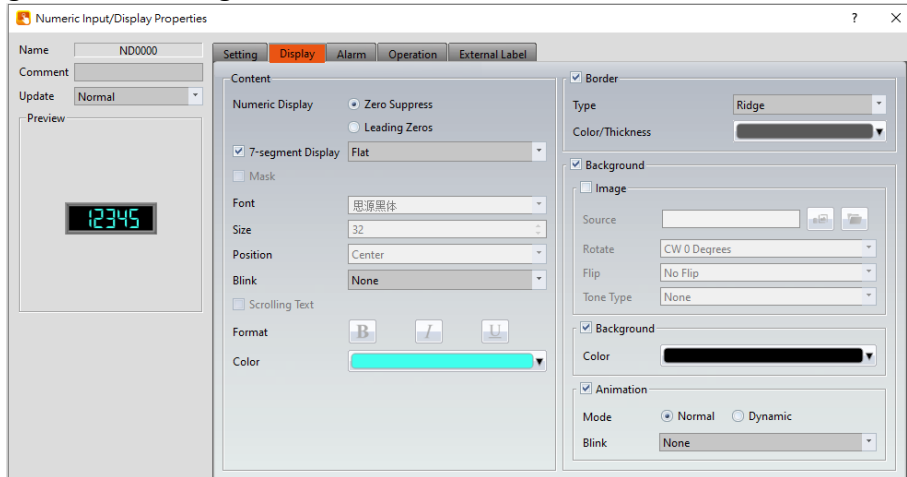 Numeric Input/Display Properties
? X
Name ND0000
Comment
Update Normal
Preview
12345
Setting Display Alarm Operation External Label
Content
Numeric Display Zero Suppress
Leading Zeros
7-segment Display Flat
Mask
Font 思源黑体
Size 32
Position Center
Blink None
Scrolling Text
Format B I U
Color
Border
Type Ridge
Color/Thickness
Background
Image
Source
Rotate CW 0 Degrees
Flip No Flip
Tone Type None
Background
Color
Animation
Mode Normal Dynamic
Blink None